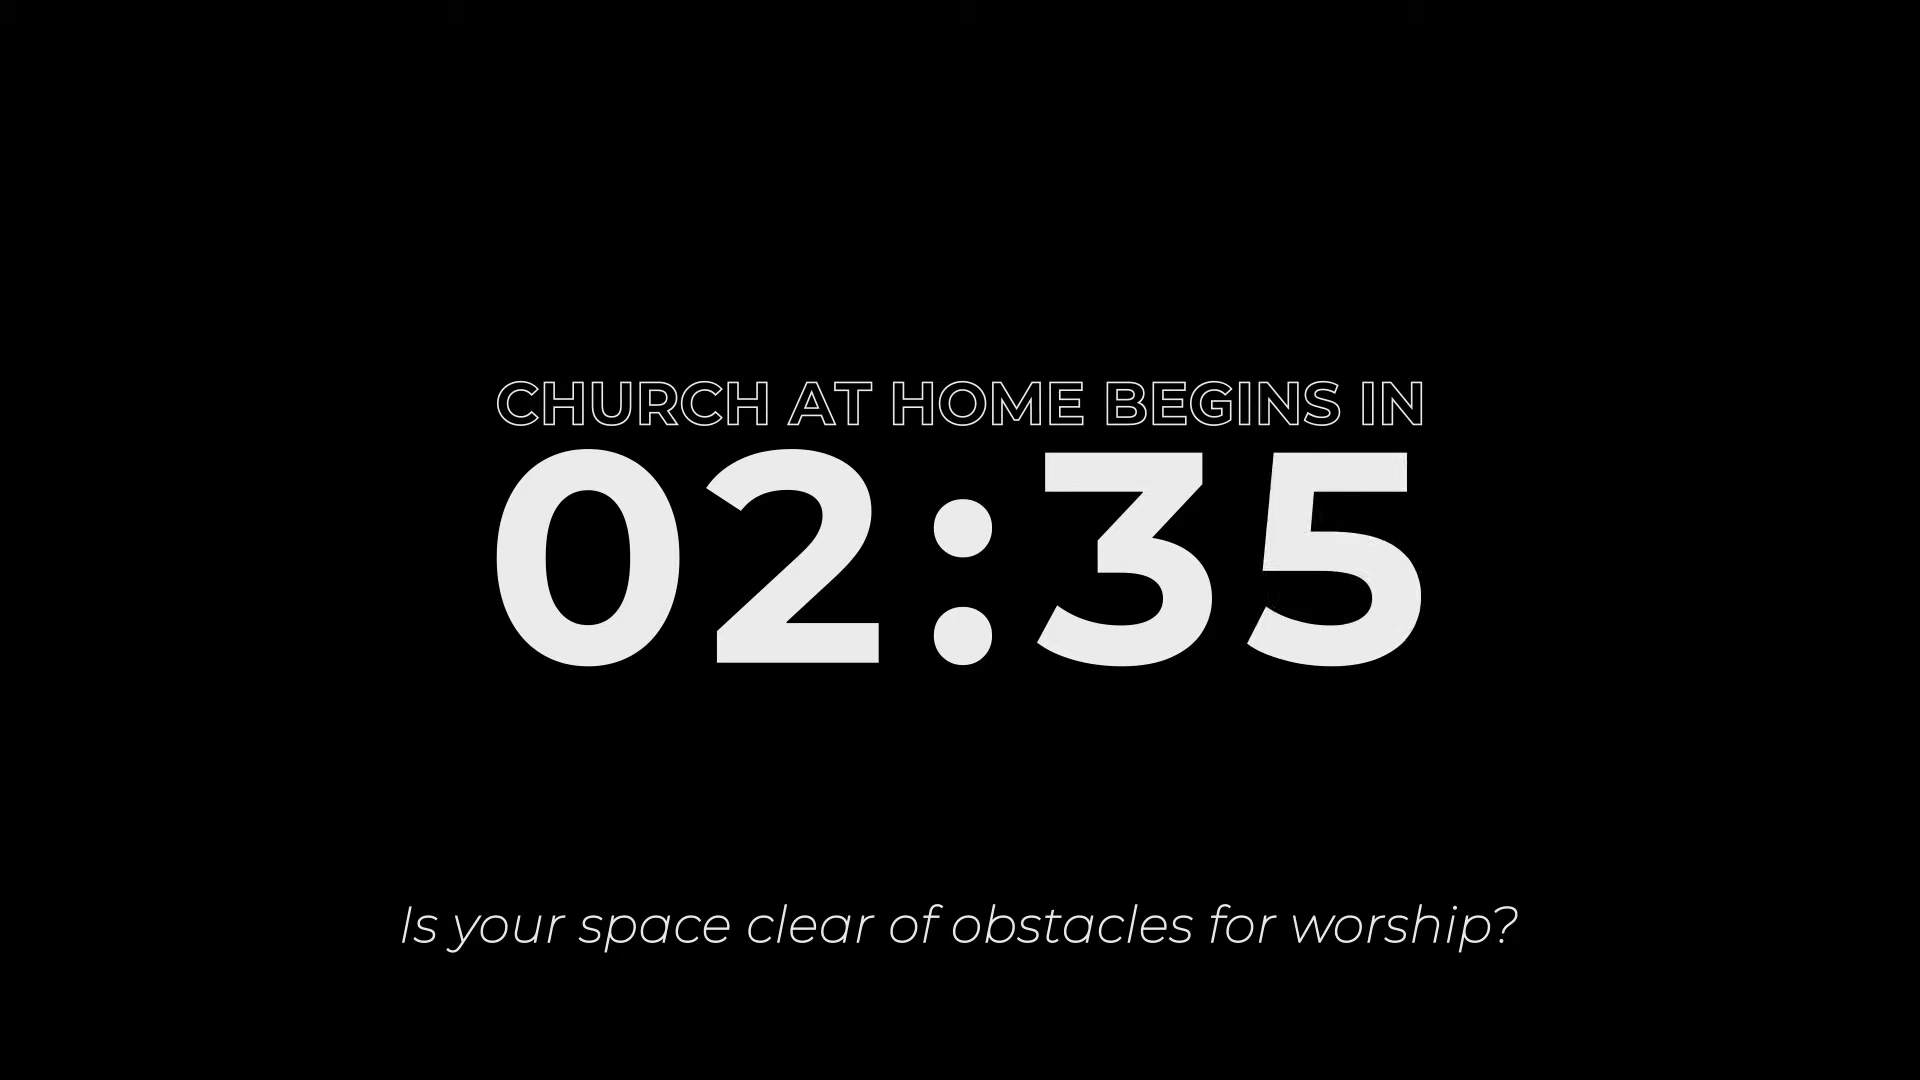 CHURCH AT HOME BEGINS IN
02:35
Is your space clear of obstacles for worship?